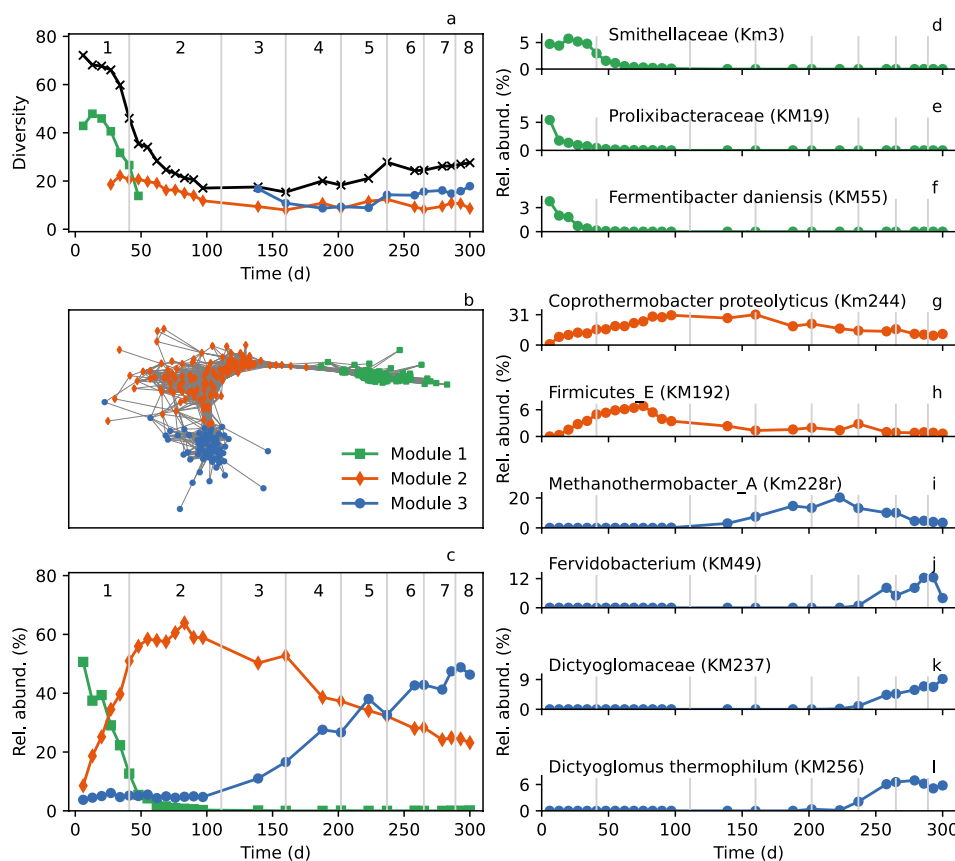 a
80
60
40
20
0
Diversity
1 2 3 4 5 6 7 8
0 50 100 150 200 250 300
Time (d)
b
Module 1
Module 2
Module 3
c
80
60
40
20
0
Rel. abund. (%)
1 2 3 4 5 6 7 8
0 50 100 150 200 250 300
Time (d)
Smithellaceae (Km3) d
5
0
Prolixibacteraceae (KM19) e
5
0
Rel. abund. (%)
Fermentibacter daniensis (KM55) f
3
0
Coprothermobacter proteolyticus (Km244) g
31
0
Rel. abund. (%)
Firmicutes_E (KM192) h
6
0
Methanothermobacter_A (Km228r) i
20
0
Fervidobacterium (KM49) j
12
0
Dictyoglomaceae (KM237) k
9
0
Rel. abund. (%)
Dictyoglomus thermophilum (KM256) l
6
0
0 50 100 150 200 250 300
Time (d)